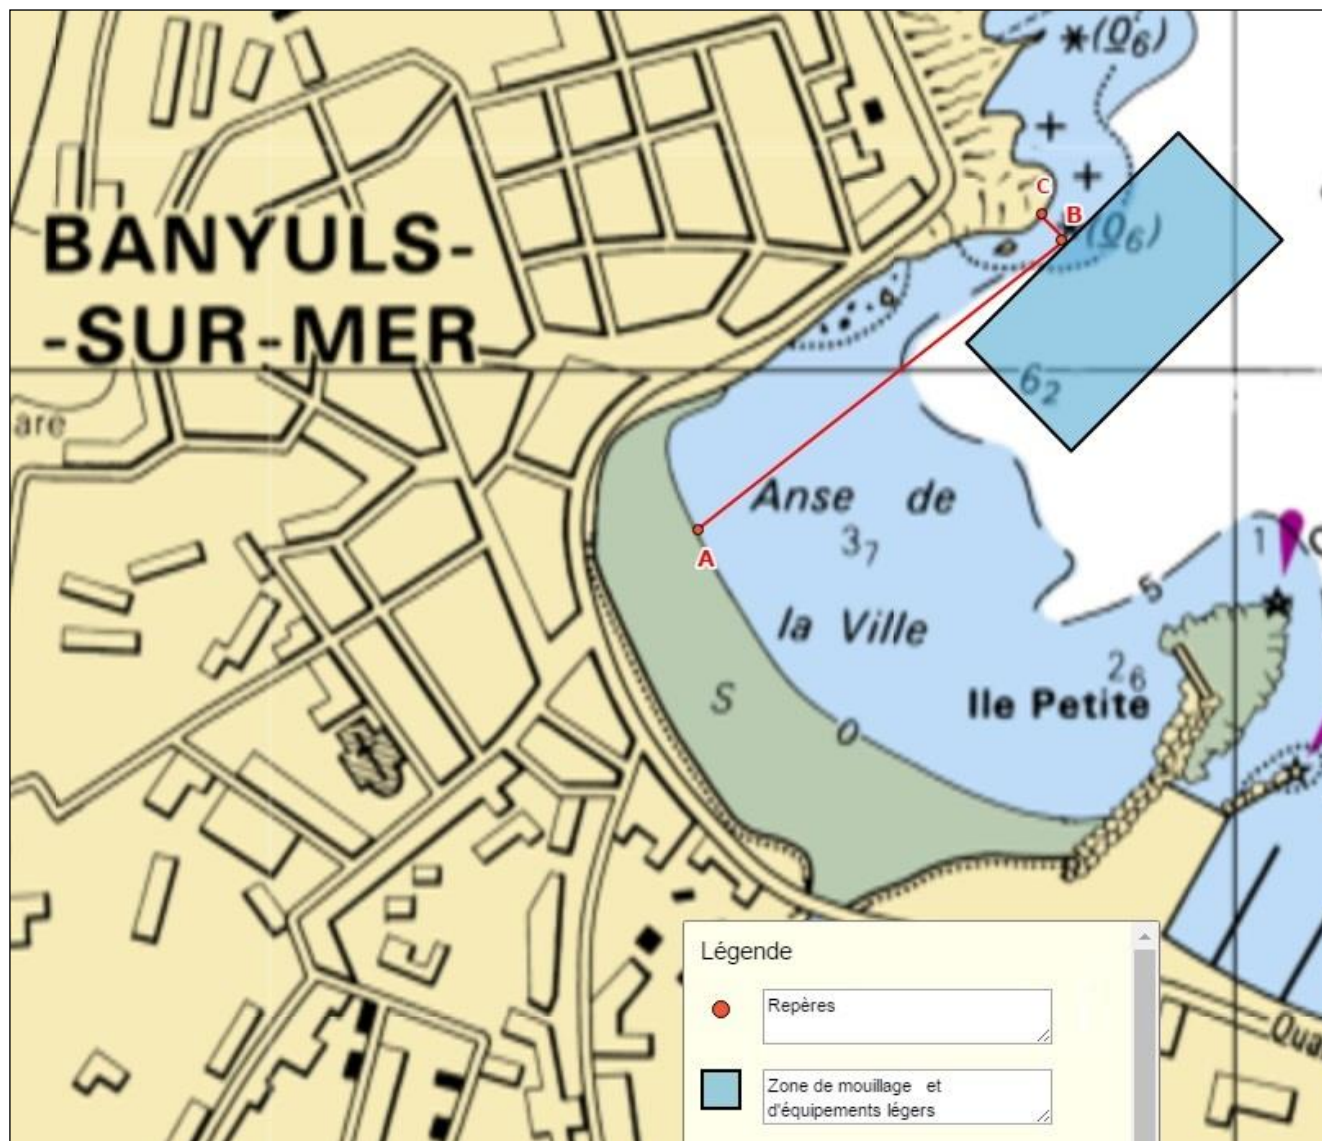 (0₆)
C
B
(0₆)
BANYULS-
-SUR-MER
6₂
are
Anse de
3₇
A
1
5
la Ville
2₆
S
Ile Petite
0
Légende
Repères
Qua
Zone de mouillage et
d'équipements légers